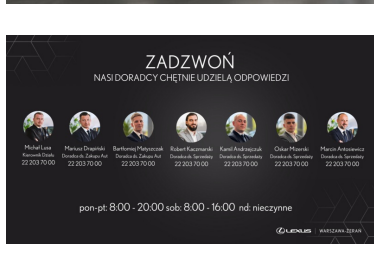 ZADZWOŃ
NASI DORADCY CHĘTNIE UDZIELĄ ODPOWIEDZI
Michał Lusa
Kierownik Działu
22 203 70 00
Mariusz Drapiński
Doradca ds. Zakupu Aut
22 203 70 00
Bartłomiej Matyszczak
Doradca ds. Zakupu Aut
22 203 70 00
Robert Kaczmarski
Doradca ds. Sprzedaży
22 203 70 00
Kamil Andrzejczuk
Doradca ds. Sprzedaży
22 203 70 00
Oskar Mizerski
Doradca ds. Sprzedaży
22 203 70 00
Marcin Antosiewicz
Doradca ds. Sprzedaży
22 203 70 00
pon-pt: 8:00 - 20:00 sob: 8:00 - 16:00 nd: nieczynne
LEXUS WARSZAWA-ŻERAŃ